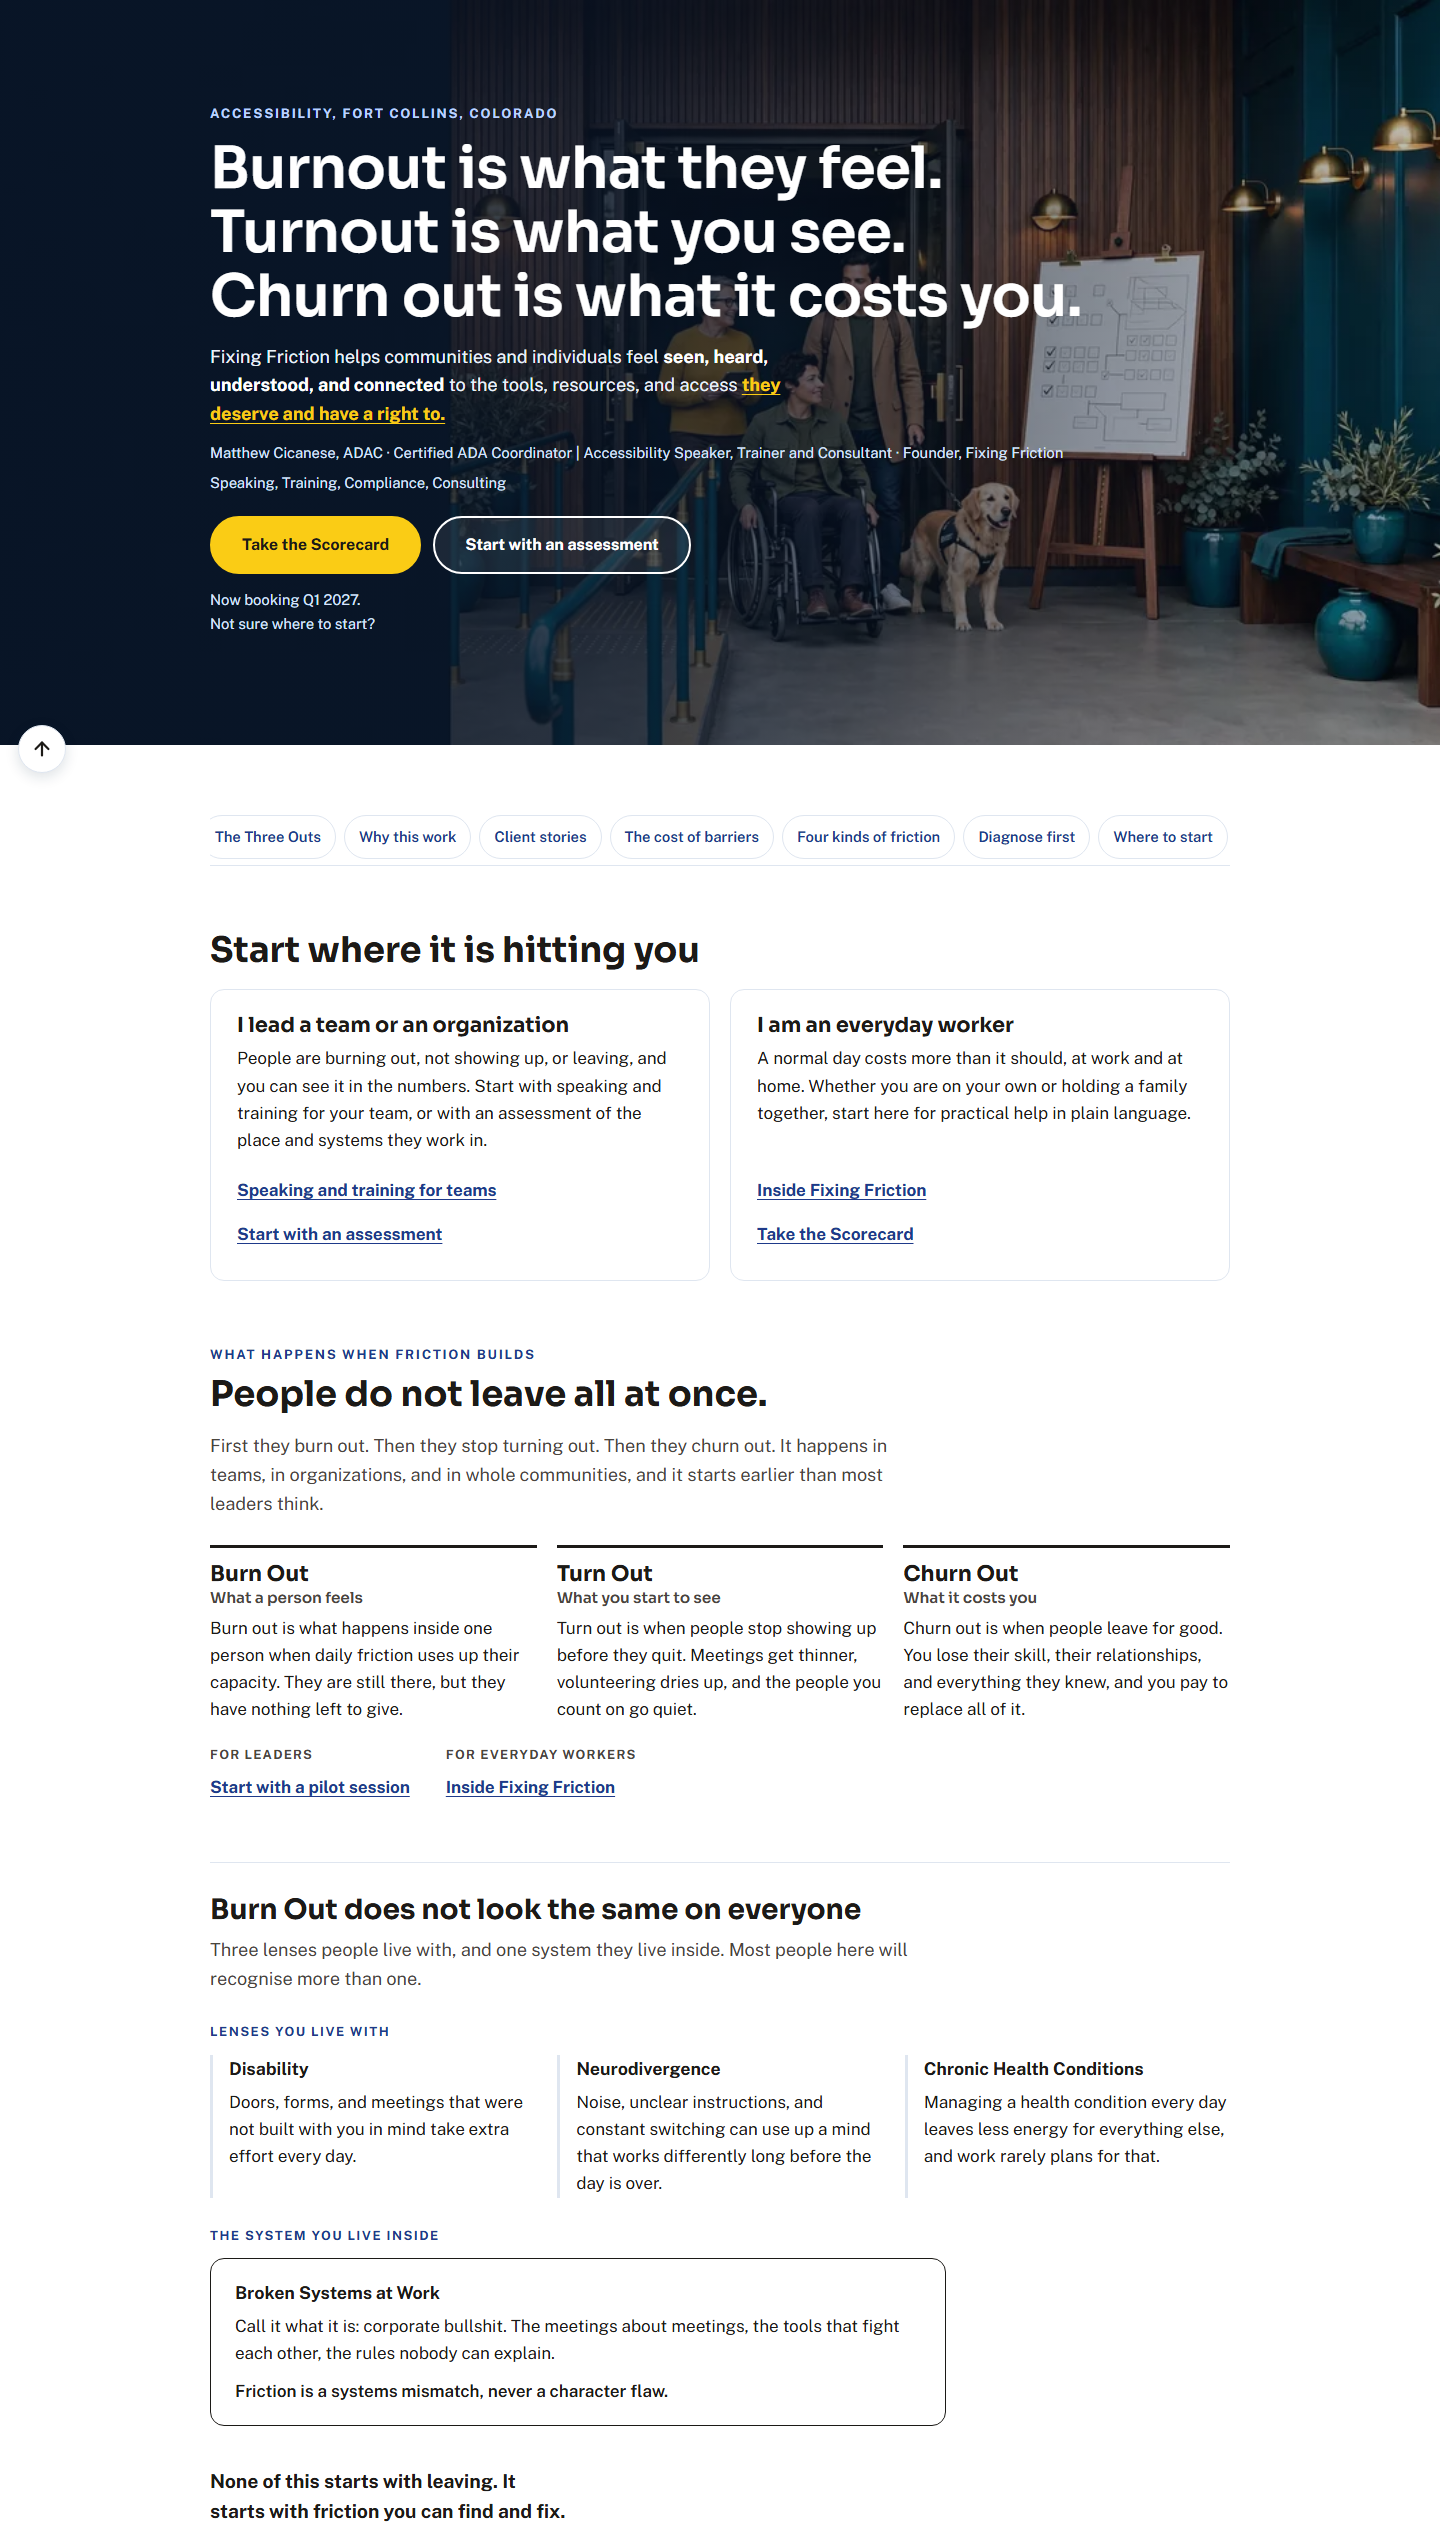 ACCESSIBILITY, FORT COLLINS, COLORADO
Burnout is what they feel.
Turnout is what you see.
Churn out is what it costs you.
Fixing Friction helps communities and individuals feel seen, heard,
understood, and connected to the tools, resources, and access they
deserve and have a right to.
Matthew Cicanese, ADAC · Certified ADA Coordinator | Accessibility Speaker, Trainer and Consultant · Founder, Fixing Friction
Speaking, Training, Compliance, Consulting
Take the Scorecard
Start with an assessment
Now booking Q1 2027.
Not sure where to start?
The Three Outs
Why this work
Client stories
The cost of barriers
Four kinds of friction
Diagnose first
Where to start
Start where it is hitting you
I lead a team or an organization
People are burning out, not showing up, or leaving, and
you can see it in the numbers. Start with speaking and
training for your team, or with an assessment of the
place and systems they work in.
Speaking and training for teams
Start with an assessment
I am an everyday worker
A normal day costs more than it should, at work and at
home. Whether you are on your own or holding a family
together, start here for practical help in plain language.
Inside Fixing Friction
Take the Scorecard
WHAT HAPPENS WHEN FRICTION BUILDS
People do not leave all at once.
First they burn out. Then they stop turning out. Then they churn out. It happens in
teams, in organizations, and in whole communities, and it starts earlier than most
leaders think.
Burn Out
What a person feels
Burn out is what happens inside one
person when daily friction uses up their
capacity. They are still there, but they
have nothing left to give.
Turn Out
What you start to see
Turn out is when people stop showing up
before they quit. Meetings get thinner,
volunteering dries up, and the people you
count on go quiet.
Churn Out
What it costs you
Churn out is when people leave for good.
You lose their skill, their relationships,
and everything they knew, and you pay to
replace all of it.
FOR LEADERS
Start with a pilot session
FOR EVERYDAY WORKERS
Inside Fixing Friction
Burn Out does not look the same on everyone
Three lenses people live with, and one system they live inside. Most people here will
recognise more than one.
LENSES YOU LIVE WITH
Disability
Doors, forms, and meetings that were
not built with you in mind take extra
effort every day.
Neurodivergence
Noise, unclear instructions, and
constant switching can use up a mind
that works differently long before the
day is over.
Chronic Health Conditions
Managing a health condition every day
leaves less energy for everything else,
and work rarely plans for that.
THE SYSTEM YOU LIVE INSIDE
Broken Systems at Work
Call it what it is: corporate bullshit. The meetings about meetings, the tools that fight
each other, the rules nobody can explain.
Friction is a systems mismatch, never a character flaw.
None of this starts with leaving. It
starts with friction you can find and fix.